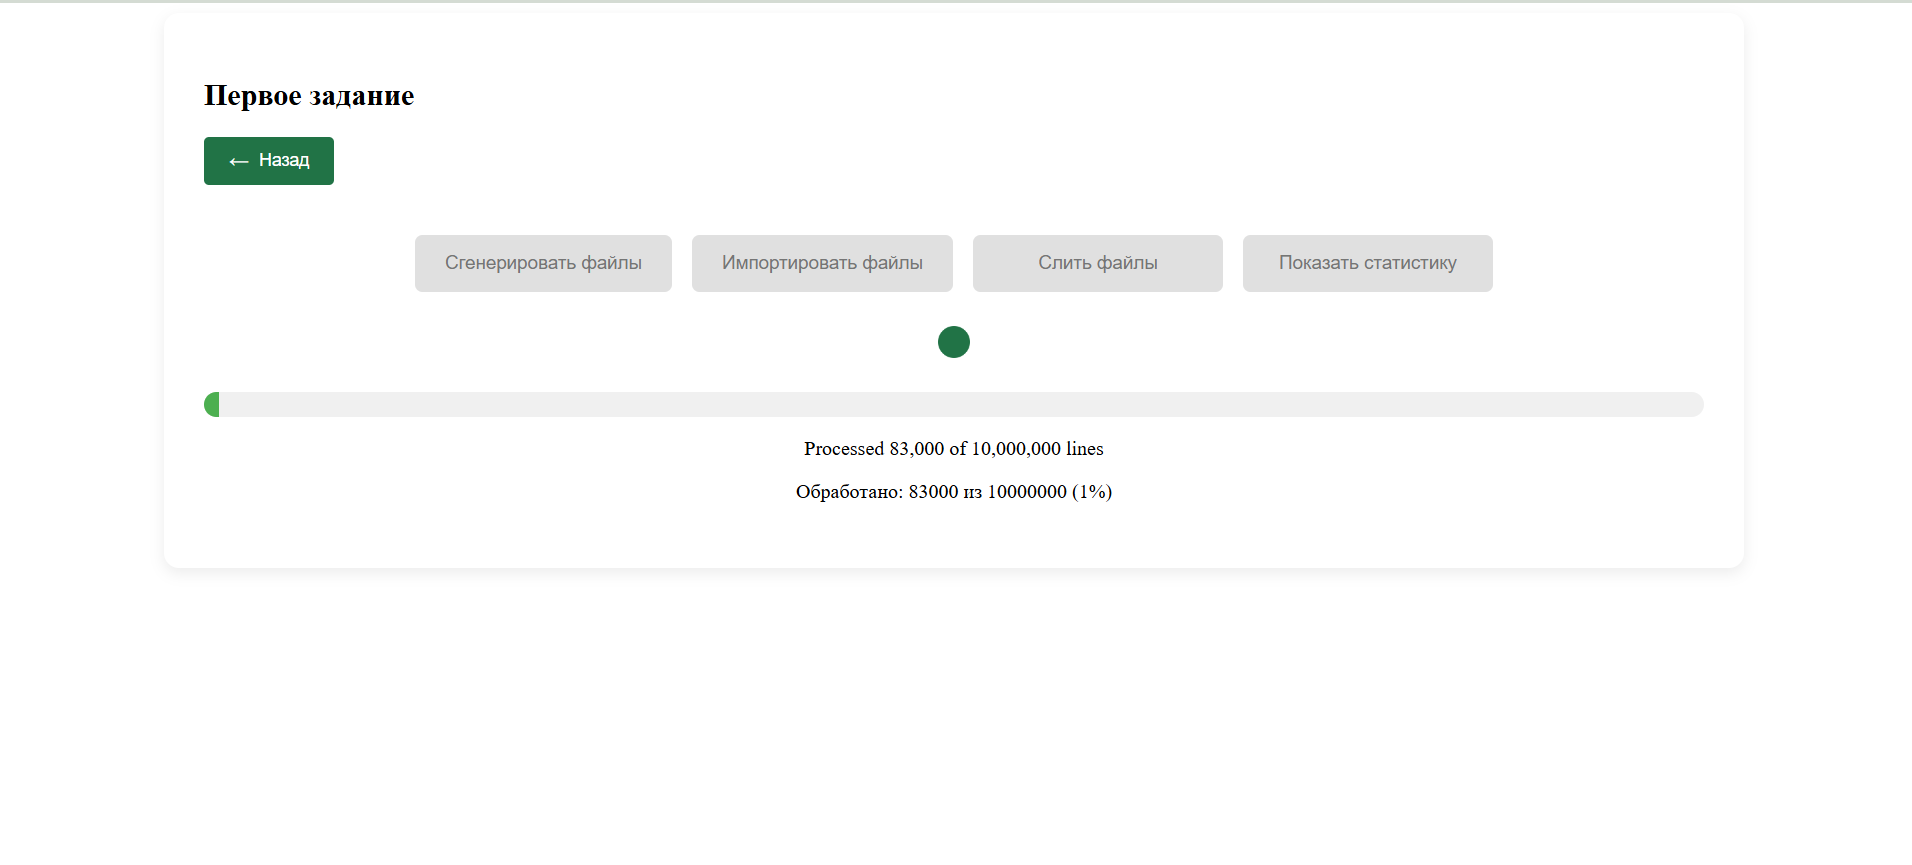 Первое задание
← Назад
Сгенерировать файлы
Импортировать файлы
Слить файлы
Показать статистику
Processed 83,000 of 10,000,000 lines
Обработано: 83000 из 10000000 (1%)